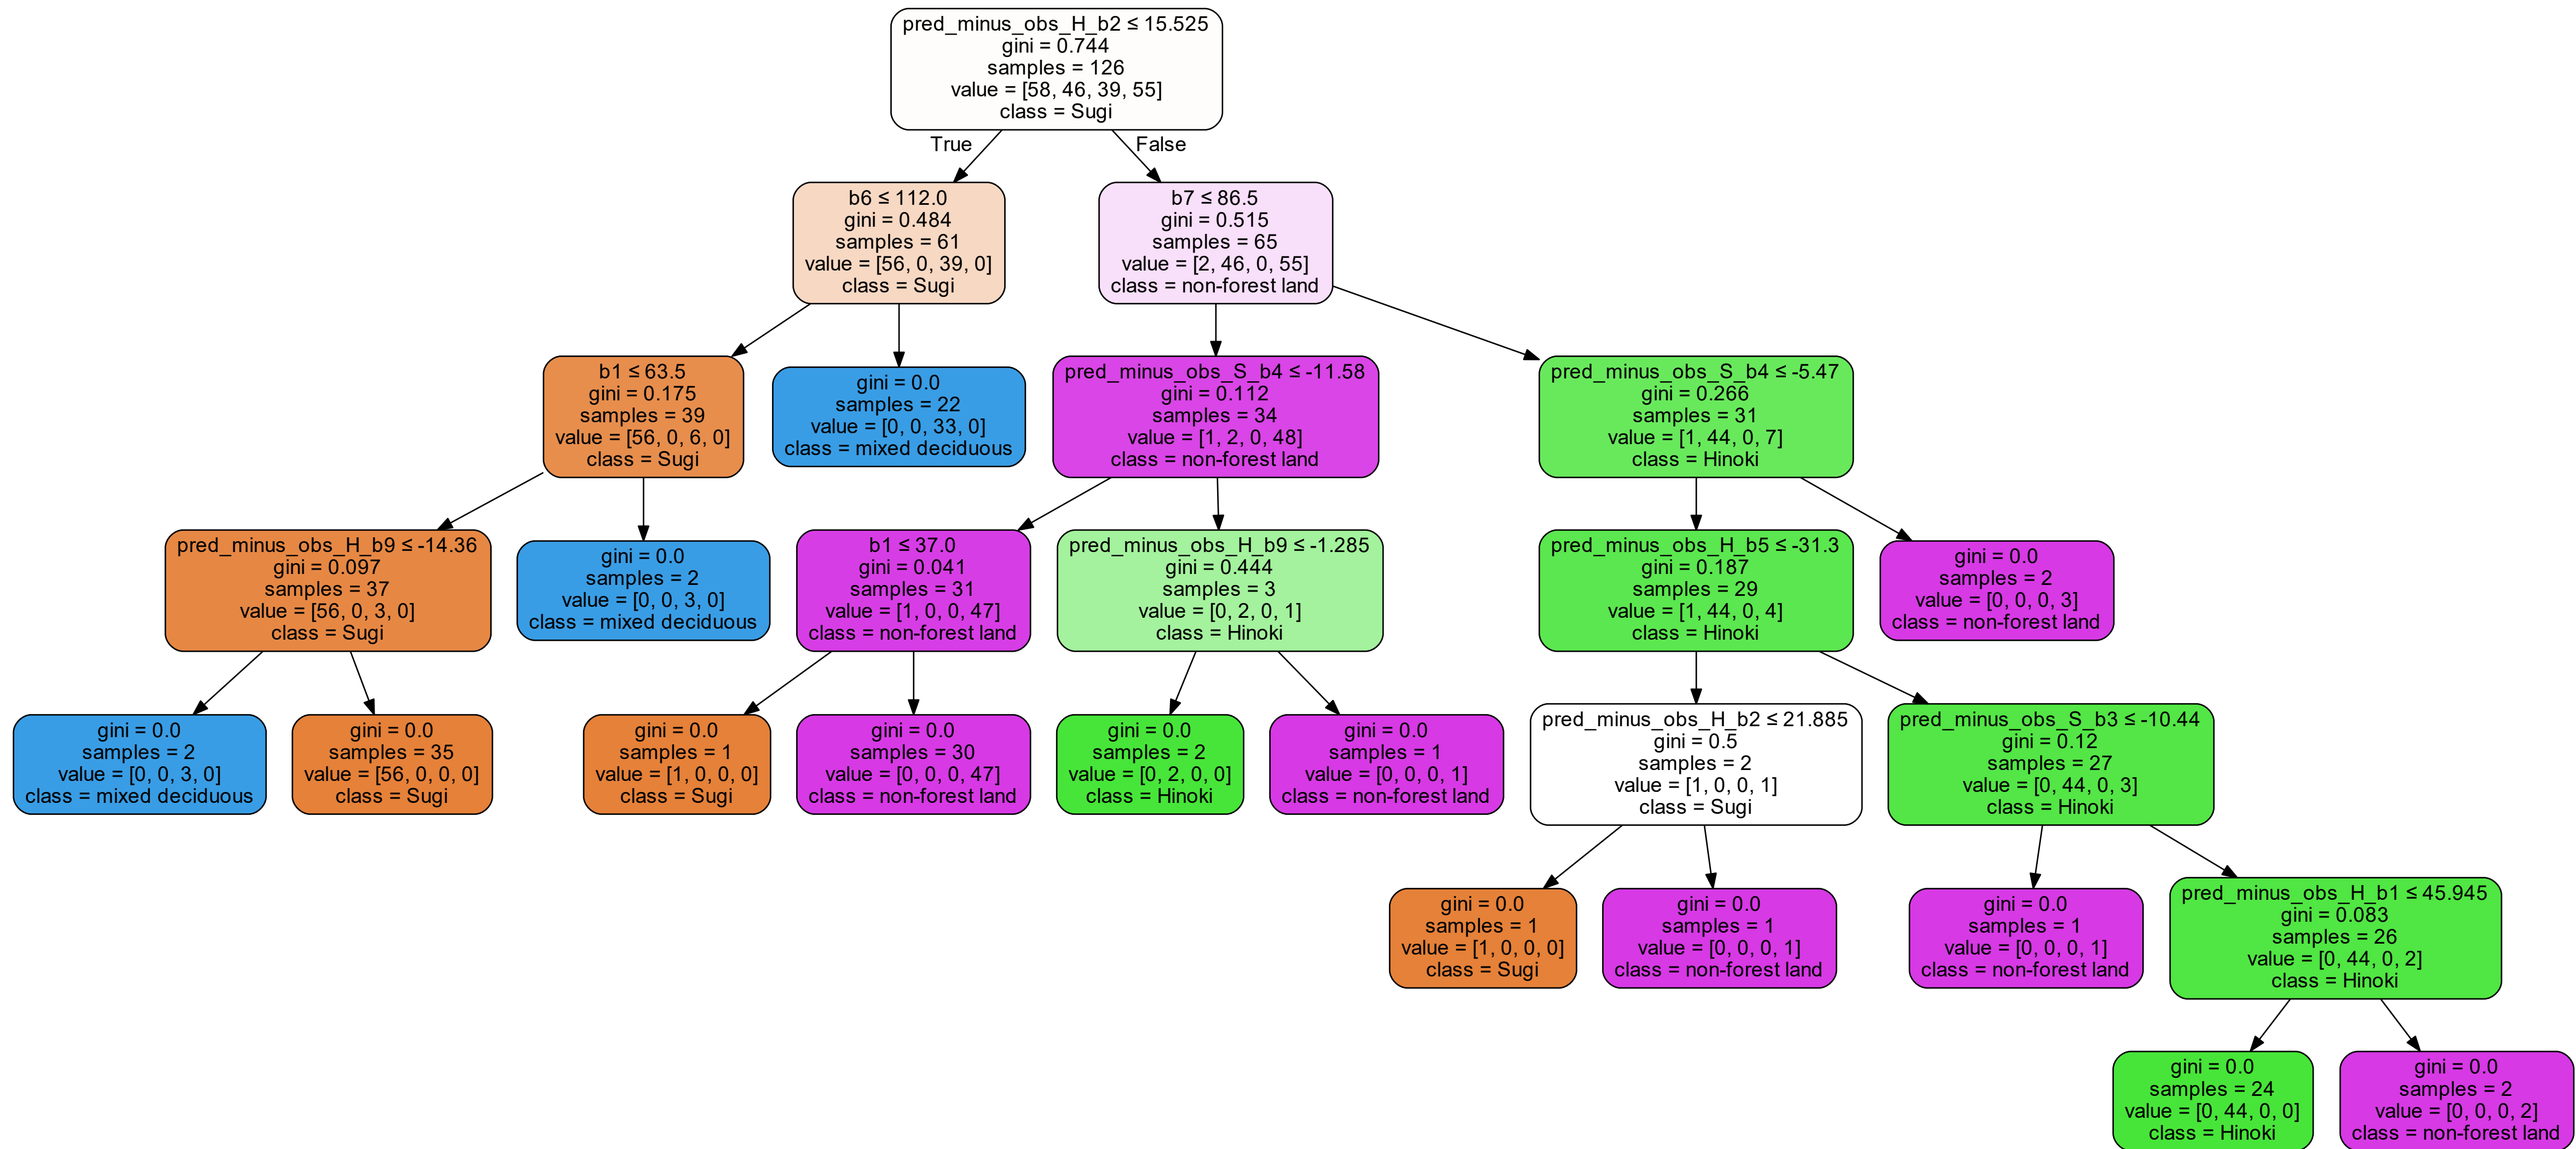 pred_minus_obs_H_b2 ≤ 15.525
gini = 0.744
samples = 126
value = [58, 46, 39, 55]
class = Sugi
True
False
b6 ≤ 112.0
gini = 0.484
samples = 61
value = [56, 0, 39, 0]
class = Sugi
b7 ≤ 86.5
gini = 0.515
samples = 65
value = [2, 46, 0, 55]
class = non-forest land
b1 ≤ 63.5
gini = 0.175
samples = 39
value = [56, 0, 6, 0]
class = Sugi
gini = 0.0
samples = 22
value = [0, 0, 33, 0]
class = mixed deciduous
pred_minus_obs_S_b4 ≤ -11.58
gini = 0.112
samples = 34
value = [1, 2, 0, 48]
class = non-forest land
pred_minus_obs_S_b4 ≤ -5.47
gini = 0.266
samples = 31
value = [1, 44, 0, 7]
class = Hinoki
pred_minus_obs_H_b9 ≤ -14.36
gini = 0.097
samples = 37
value = [56, 0, 3, 0]
class = Sugi
gini = 0.0
samples = 2
value = [0, 0, 3, 0]
class = mixed deciduous
b1 ≤ 37.0
gini = 0.041
samples = 31
value = [1, 0, 0, 47]
class = non-forest land
pred_minus_obs_H_b9 ≤ -1.285
gini = 0.444
samples = 3
value = [0, 2, 0, 1]
class = Hinoki
pred_minus_obs_H_b5 ≤ -31.3
gini = 0.187
samples = 29
value = [1, 44, 0, 4]
class = Hinoki
gini = 0.0
samples = 2
value = [0, 0, 0, 3]
class = non-forest land
gini = 0.0
samples = 2
value = [0, 0, 3, 0]
class = mixed deciduous
gini = 0.0
samples = 35
value = [56, 0, 0, 0]
class = Sugi
gini = 0.0
samples = 1
value = [1, 0, 0, 0]
class = Sugi
gini = 0.0
samples = 30
value = [0, 0, 0, 47]
class = non-forest land
gini = 0.0
samples = 2
value = [0, 2, 0, 0]
class = Hinoki
gini = 0.0
samples = 1
value = [0, 0, 0, 1]
class = non-forest land
pred_minus_obs_H_b2 ≤ 21.885
gini = 0.5
samples = 2
value = [1, 0, 0, 1]
class = Sugi
pred_minus_obs_S_b3 ≤ -10.44
gini = 0.12
samples = 27
value = [0, 44, 0, 3]
class = Hinoki
gini = 0.0
samples = 1
value = [1, 0, 0, 0]
class = Sugi
gini = 0.0
samples = 1
value = [0, 0, 0, 1]
class = non-forest land
gini = 0.0
samples = 1
value = [0, 0, 0, 1]
class = non-forest land
pred_minus_obs_H_b1 ≤ 45.945
gini = 0.083
samples = 26
value = [0, 44, 0, 2]
class = Hinoki
gini = 0.0
samples = 24
value = [0, 44, 0, 0]
class = Hinoki
gini = 0.0
samples = 2
value = [0, 0, 0, 2]
class = non-forest land